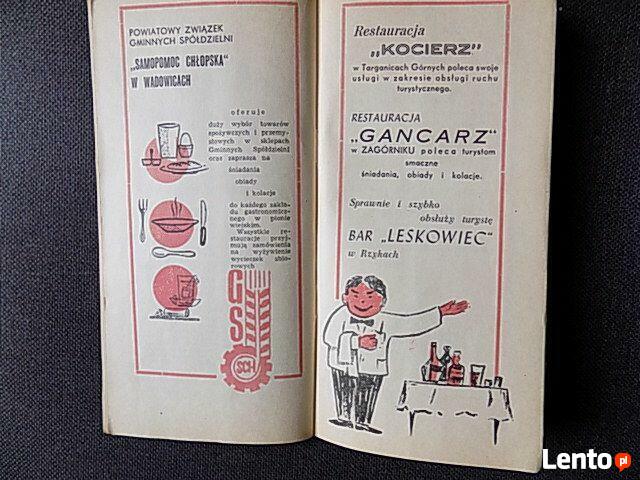 POWIATOWY ZWIĄZEK
GMINNYCH SPÓŁDZIELNI
„SAMOPOMOC CHŁOPSKA"
W WADOWICACH
oferuje
duży wybór towarów
spożywczych i przemy-
słowych w sklepach
Gminnych Spółdzielni
oraz zaprasza na
śniadania
obiady
i kolacje
do każdego zakła-
du gastronomicz-
nego w pionie
wiejskim.
Wszystkie re-
stauracje przyj-
mują zamówienia
na wyżywienie
wycieczek zbio-
rowych
GS
SCH
Restauracja
„KOCIERZ"
w Targanicach Górnych poleca swoje
usługi w zakresie obsługi ruchu
turystycznego.
RESTAURACJA
„GANCARZ"
w ZAGÓRNIKU poleca turystom
smaczne
śniadania, obiady i kolacje.
Sprawnie i szybko
obsłuży turystę
BAR „LESKOWIEC"
w Rzykach
Lento.pl